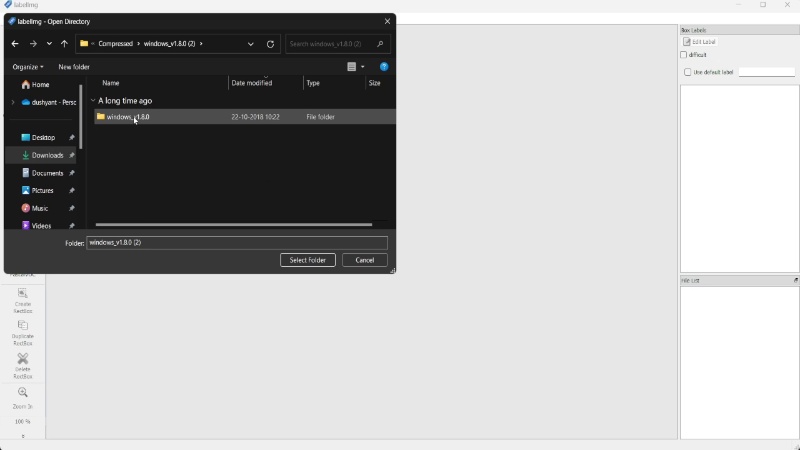 labelImg
labelImg - Open Directory
« Compressed › windows_v1.8.0 (2) ›
Search windows_v1.8.0 (2)
Organize
New folder
Name
Date modified
Type
Size
A long time ago
windows_v1.8.0
22-10-2018 10:22
File folder
Home
dushyant - Persc
Desktop
Downloads
Documents
Pictures
Music
Videos
Folder:
windows_v1.8.0 (2)
Select Folder
Cancel
Create
RectBox
Duplicate
RectBox
Delete
RectBox
Zoom In
100 %
Box Labels
Edit Label
difficult
Use default label
File List